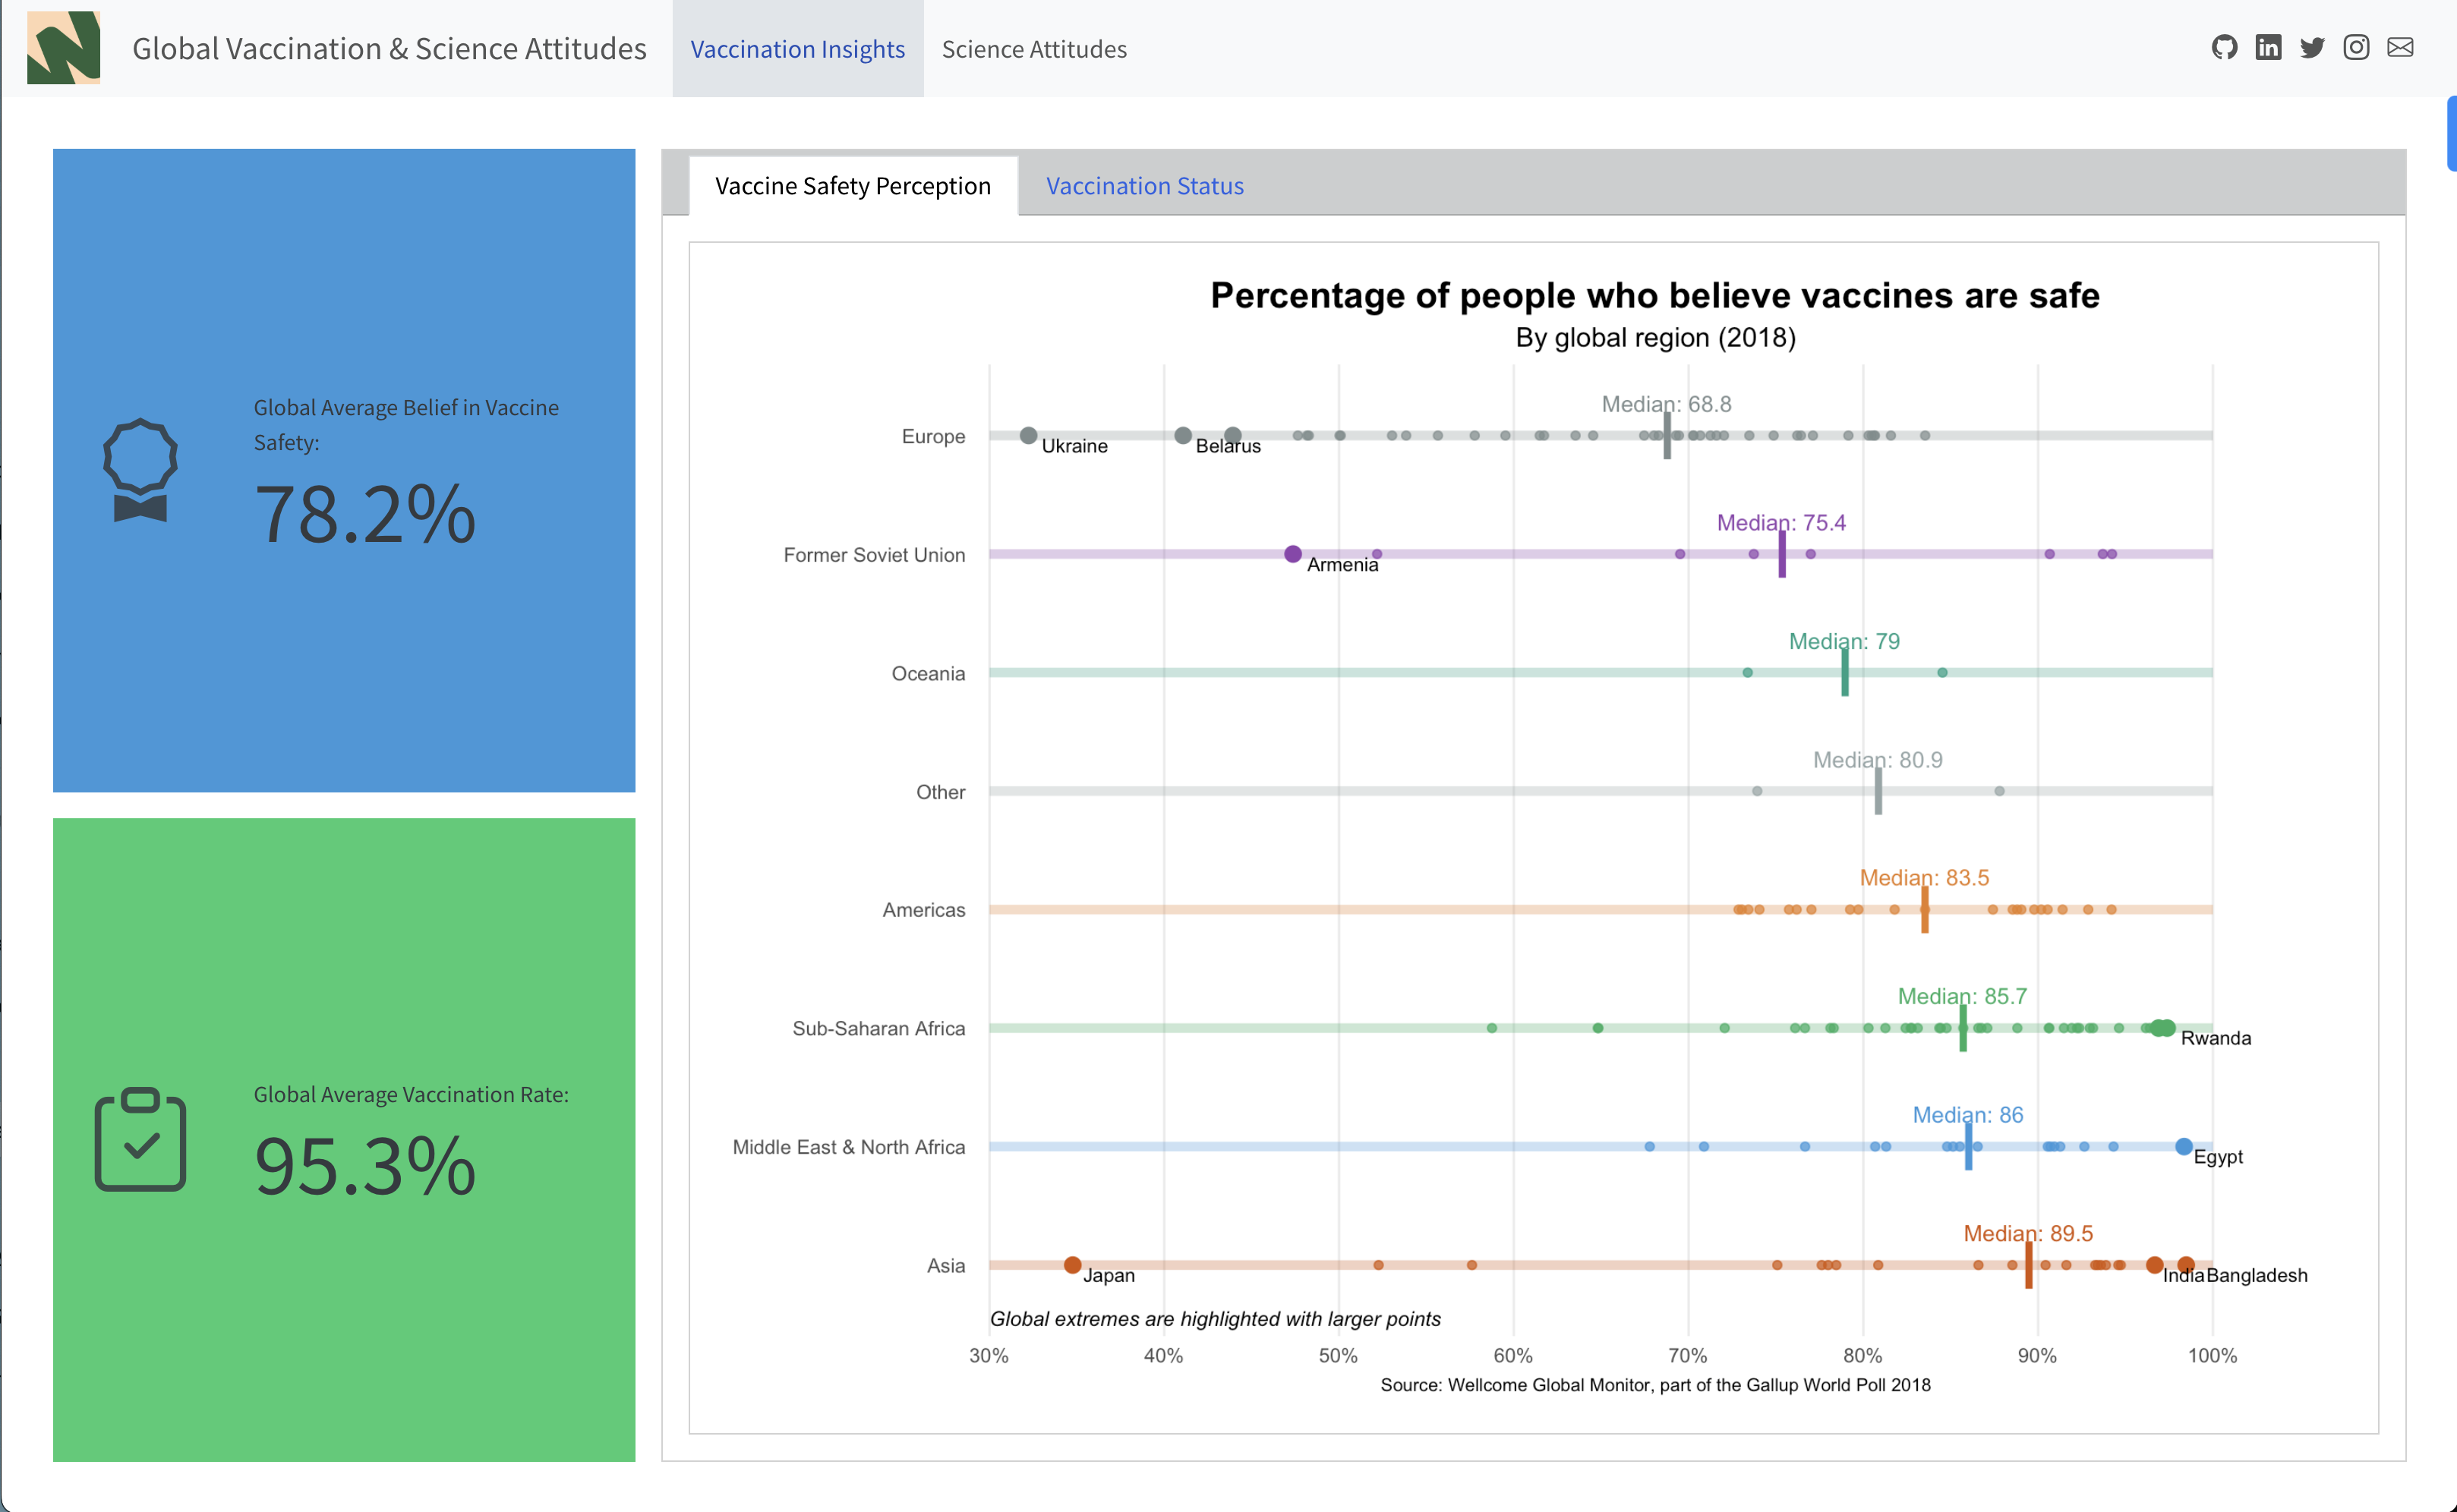 Global Vaccination & Science Attitudes
Vaccination Insights
Science Attitudes
Global Average Belief in Vaccine
Safety:
78.2%
Global Average Vaccination Rate:
95.3%
Vaccine Safety Perception
Vaccination Status
Percentage of people who believe vaccines are safe
By global region (2018)
Median: 68.8
Europe
Ukraine
Belarus
Median: 75.4
Former Soviet Union
Armenia
Median: 79
Oceania
Median: 80.9
Other
Median: 83.5
Americas
Median: 85.7
Sub-Saharan Africa
Rwanda
Median: 86
Middle East & North Africa
Egypt
Median: 89.5
Asia
Japan
India
Bangladesh
Global extremes are highlighted with larger points
30%
40%
50%
60%
70%
80%
90%
100%
Source: Wellcome Global Monitor, part of the Gallup World Poll 2018